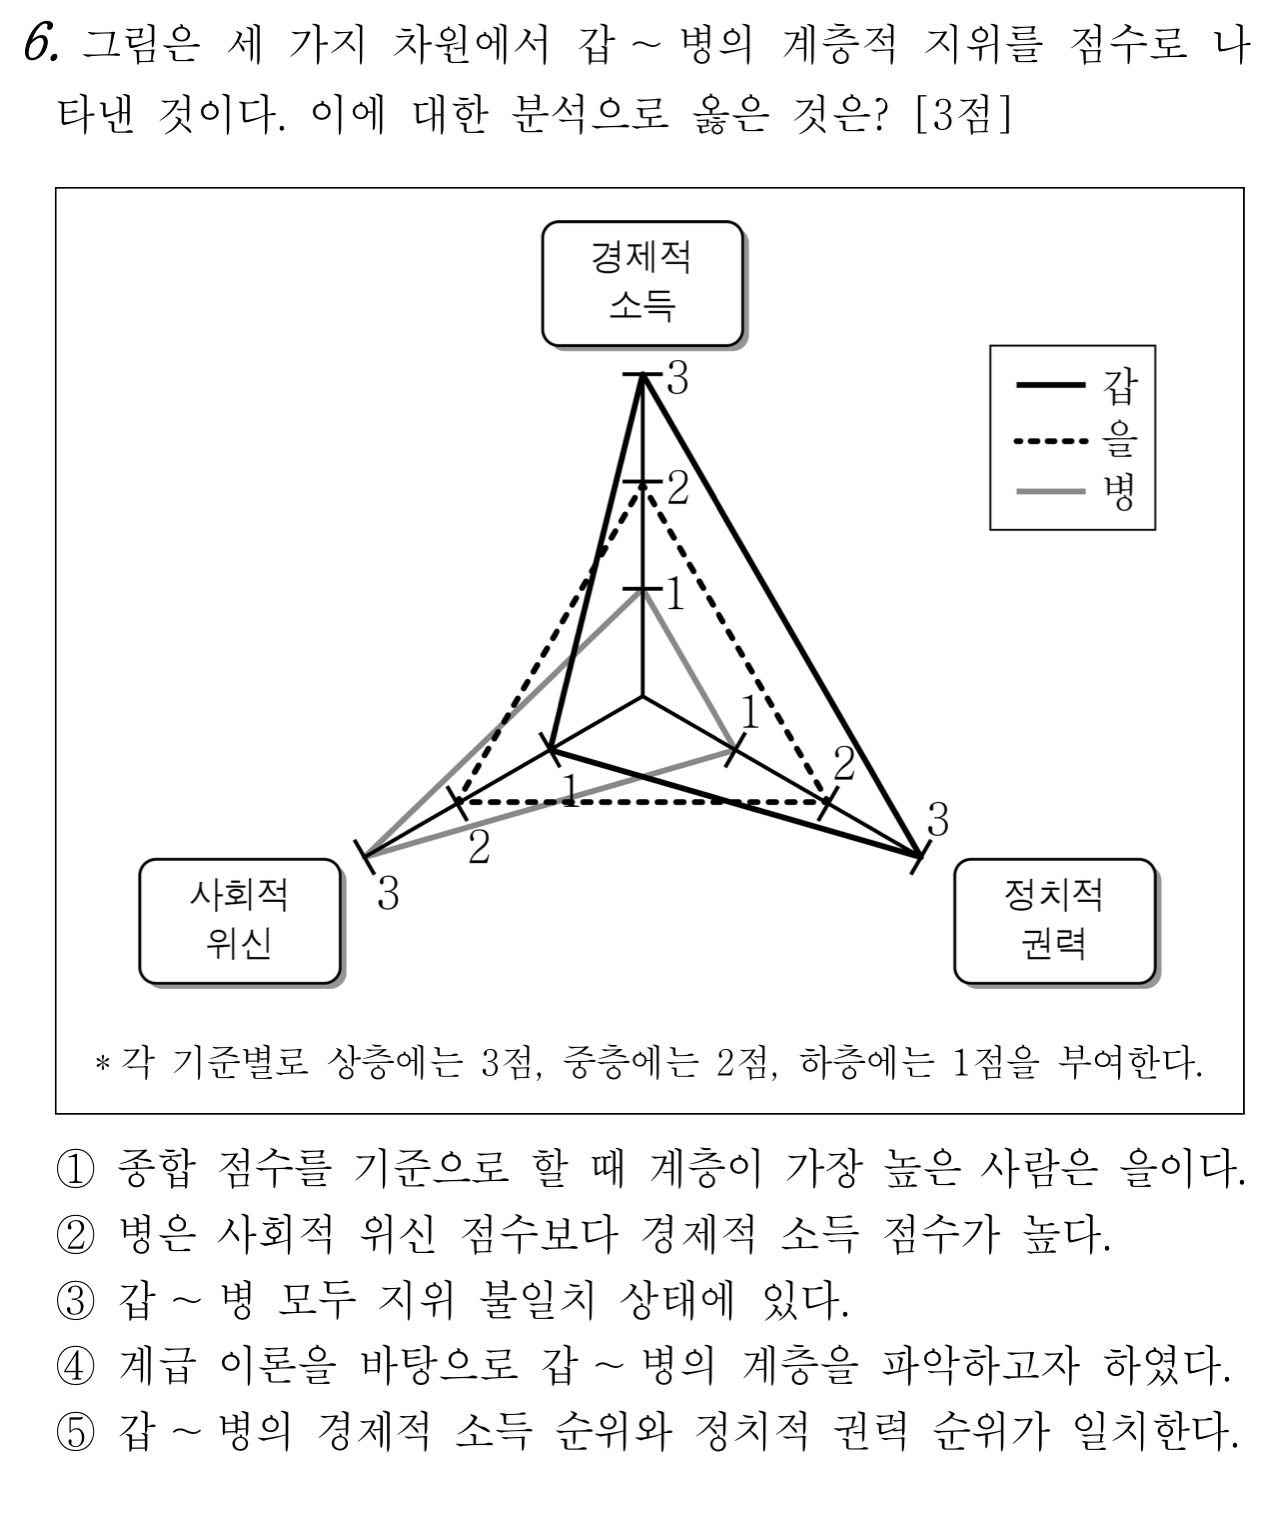 6. 그림은 세 가지 차원에서 갑 ~ 병의 계층적 지위를 점수로 나
타낸 것이다. 이에 대한 분석으로 옳은 것은? [3점]
경제적
소득
3
2
1
갑
을
병
1
2
3
1
2
3
사회적
위신
정치적
권력
* 각 기준별로 상층에는 3점, 중층에는 2점, 하층에는 1점을 부여한다.
① 종합 점수를 기준으로 할 때 계층이 가장 높은 사람은 을이다.
② 병은 사회적 위신 점수보다 경제적 소득 점수가 높다.
③ 갑 ~ 병 모두 지위 불일치 상태에 있다.
④ 계급 이론을 바탕으로 갑 ~ 병의 계층을 파악하고자 하였다.
⑤ 갑 ~ 병의 경제적 소득 순위와 정치적 권력 순위가 일치한다.